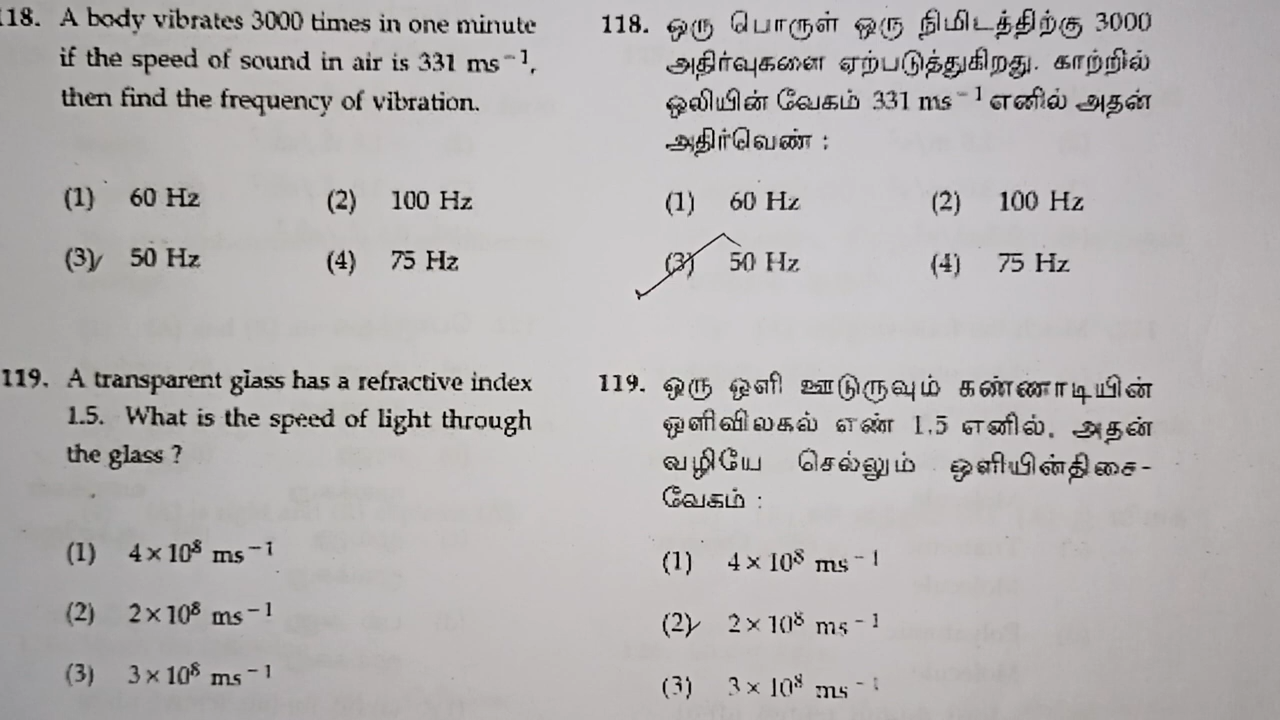 118. A body vibrates 3000 times in one minute
if the speed of sound in air is 331 ms⁻¹,
then find the frequency of vibration.
(1) 60 Hz (2) 100 Hz
(3) 50 Hz (4) 75 Hz
119. A transparent glass has a refractive index
1.5. What is the speed of light through
the glass ?
(1) 4 × 10⁸ ms⁻¹
(2) 2 × 10⁸ ms⁻¹
(3) 3 × 10⁸ ms⁻¹
118. ஒரு பொருள் ஒரு நிமிடத்திற்கு 3000
அதிர்வுகளை ஏற்படுத்துகிறது. காற்றில்
ஒலியின் வேகம் 331 ms⁻¹ எனில் அதன்
அதிர்வெண் :
(1) 60 Hz (2) 100 Hz
(3) 50 Hz (4) 75 Hz
119. ஒரு ஒளி ஊடுருவும் கண்ணாடியின்
ஒளிவிலகல் எண் 1.5 எனில், அதன்
வழியே செல்லும் ஒளியின்திசை-
வேகம் :
(1) 4 × 10⁸ ms⁻¹
(2) 2 × 10⁸ ms⁻¹
(3) 3 × 10⁸ ms⁻¹